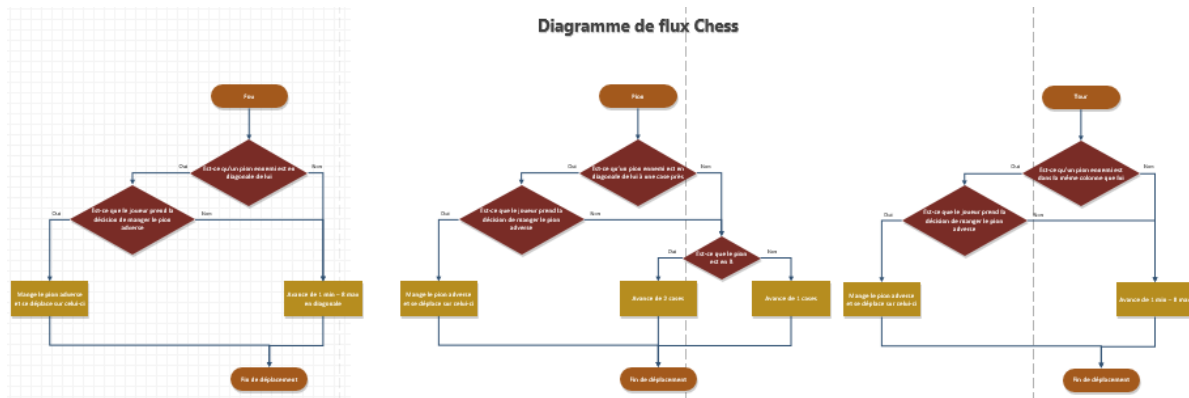 Diagramme de flux Chess
Fou
Est-ce qu'un pion ennemi est en
diagonale de lui
Oui
Non
Est-ce que le joueur prend la
décision de manger le pion
adverse
Oui
Non
Mange le pion adverse
et se déplace sur celui-ci
Avance de 1 min – 8 max
en diagonale
Fin de déplacement
Pion
Est-ce qu'un pion ennemi est en
diagonale de lui à une case près
Oui
Non
Est-ce que le joueur prend la
décision de manger le pion
adverse
Oui
Non
Est-ce que le pion
est en
Oui
Non
Mange le pion adverse
et se déplace sur celui-ci
Avance de 2 cases
Avance de 1 cases
Fin de déplacement
Tour
Est-ce qu'un pion ennemi est
dans la même colonne que lui
Oui
Non
Est-ce que le joueur prend la
décision de manger le pion
adverse
Oui
Non
Mange le pion adverse
et se déplace sur celui-ci
Avance de 1 min – 8 max
Fin de déplacement